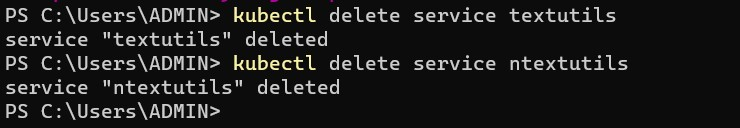 PS C:\Users\ADMIN> kubectl delete service textutils
service "textutils" deleted
PS C:\Users\ADMIN> kubectl delete service ntextutils
service "ntextutils" deleted
PS C:\Users\ADMIN>